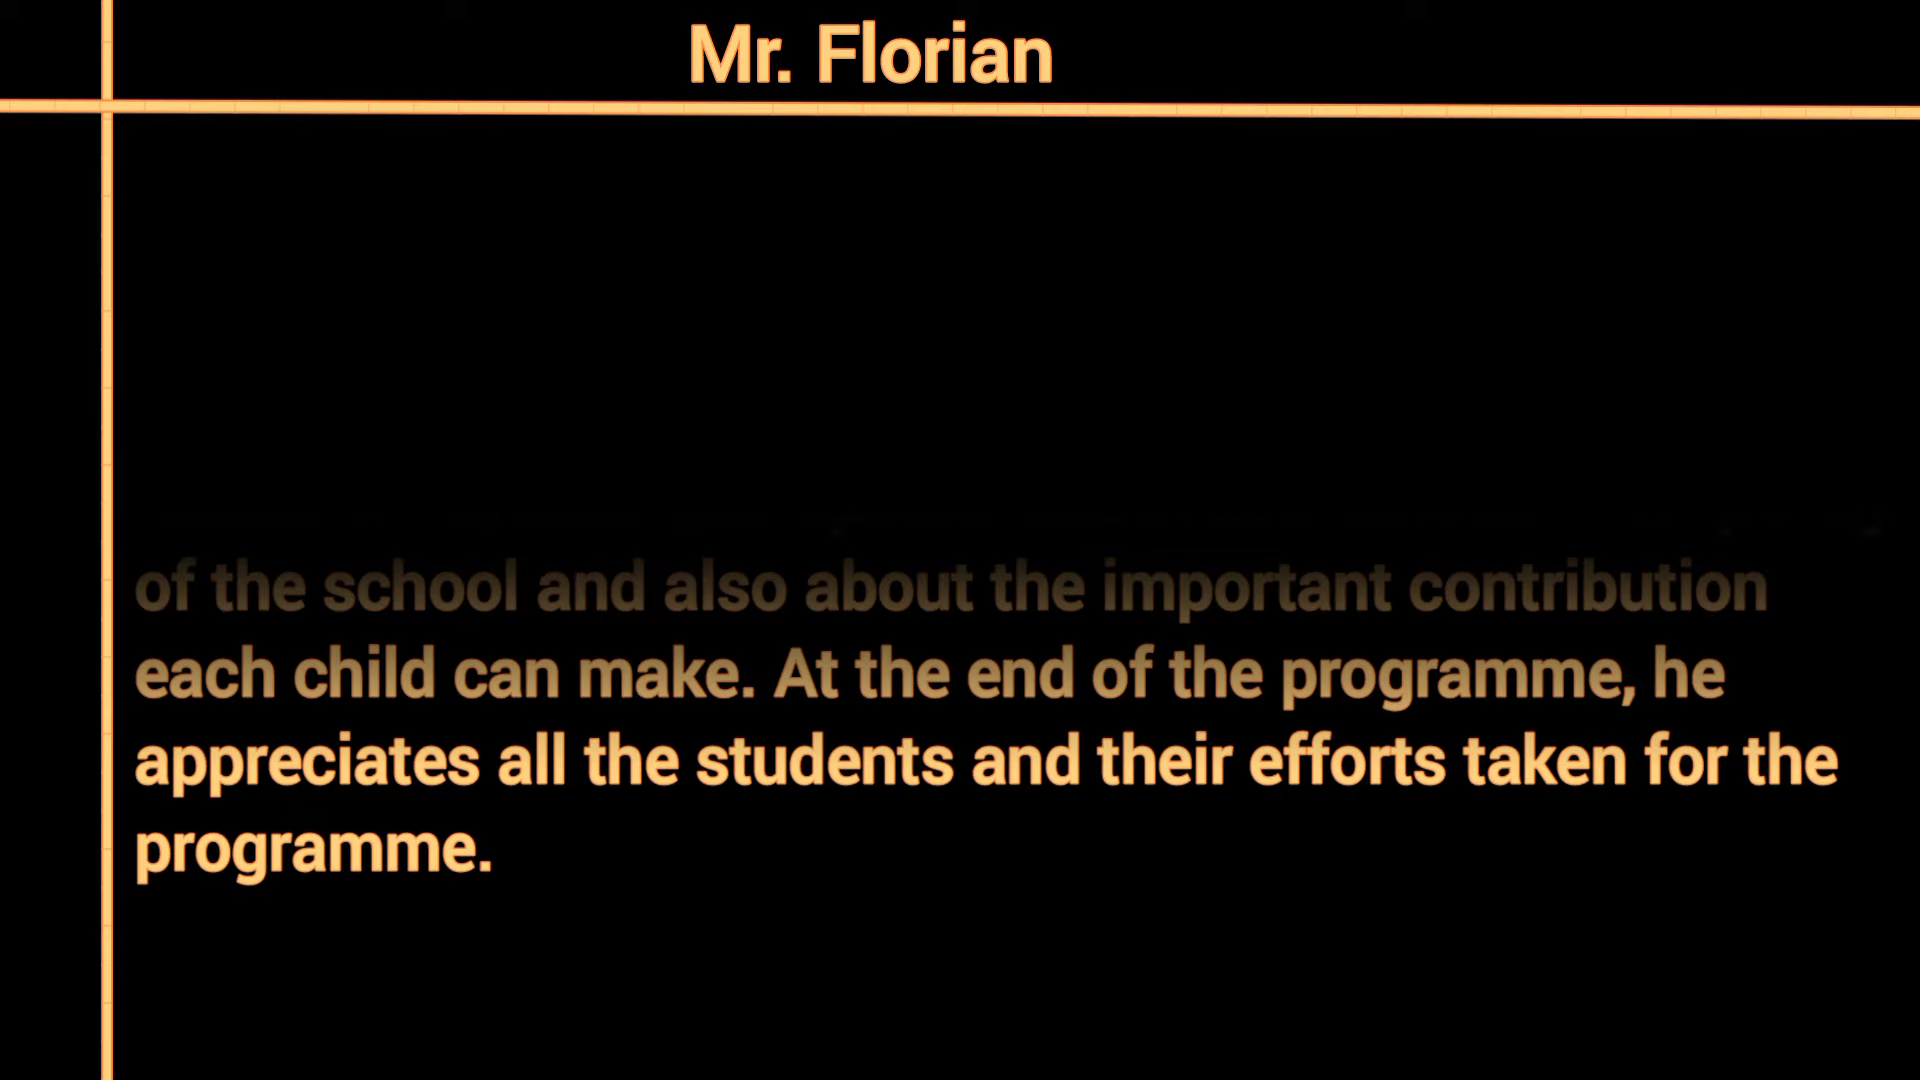 Mr. Florian
of the school and also about the important contribution
each child can make. At the end of the programme, he
appreciates all the students and their efforts taken for the
programme.